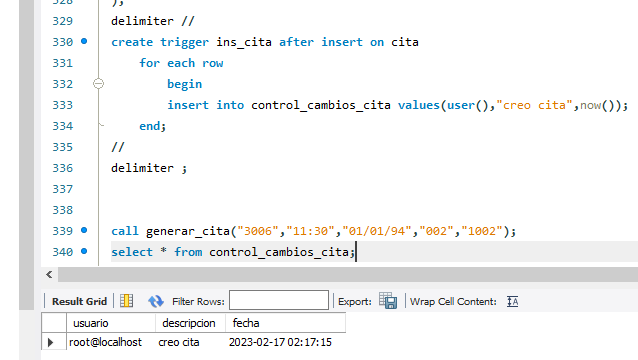 328 );
329 delimiter //
330 create trigger ins_cita after insert on cita
331 for each row
332 begin
333 insert into control_cambios_cita values(user(),"creo cita",now());
334 end;
335 //
336 delimiter ;
337
338
339 call generar_cita("3006","11:30","01/01/94","002","1002");
340 select * from control_cambios_cita;
Result Grid Filter Rows: Export: Wrap Cell Content: IA
usuario descripcion fecha
root@localhost creo cita 2023-02-17 02:17:15